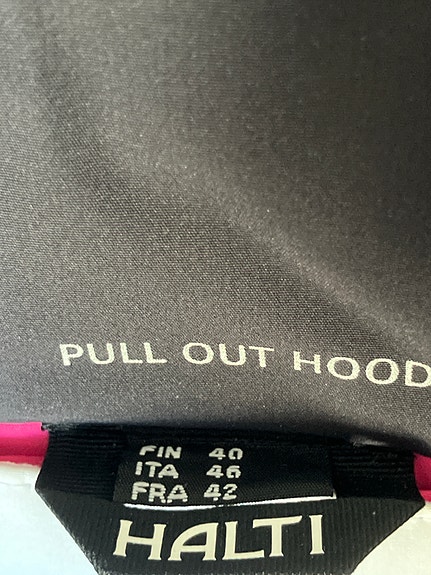 PULL OUT HOOD
FIN 40
ITA 46
FRA 42
HALTI